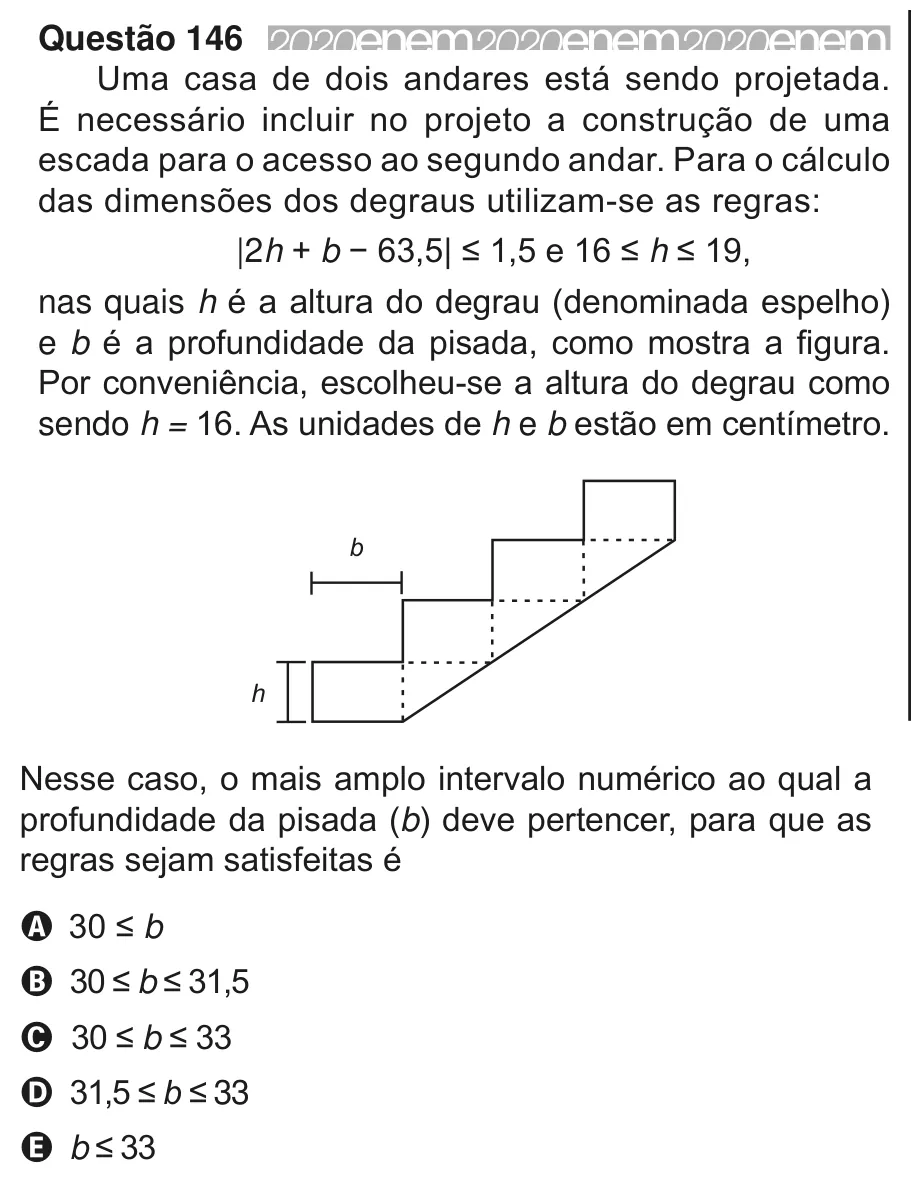 Questão 146 2020enem2020enem2020enem
Uma casa de dois andares está sendo projetada.
É necessário incluir no projeto a construção de uma
escada para o acesso ao segundo andar. Para o cálculo
das dimensões dos degraus utilizam-se as regras:
|2h + b − 63,5| ≤ 1,5 e 16 ≤ h ≤ 19,
nas quais h é a altura do degrau (denominada espelho)
e b é a profundidade da pisada, como mostra a figura.
Por conveniência, escolheu-se a altura do degrau como
sendo h = 16. As unidades de h e b estão em centímetro.
b
h
Nesse caso, o mais amplo intervalo numérico ao qual a
profundidade da pisada (b) deve pertencer, para que as
regras sejam satisfeitas é
A 30 ≤ b
B 30 ≤ b ≤ 31,5
C 30 ≤ b ≤ 33
D 31,5 ≤ b ≤ 33
E b ≤ 33